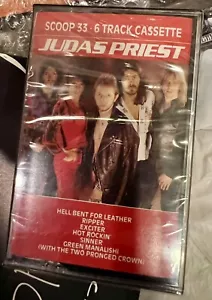 SCOOP 33 · 6 TRACK CASSETTE
JUDAS PRIEST
HELL BENT FOR LEATHER
RIPPER
EXCITER
HOT ROCKIN'
SINNER
GREEN MANALISHI
(WITH THE TWO PRONGED CROWN)